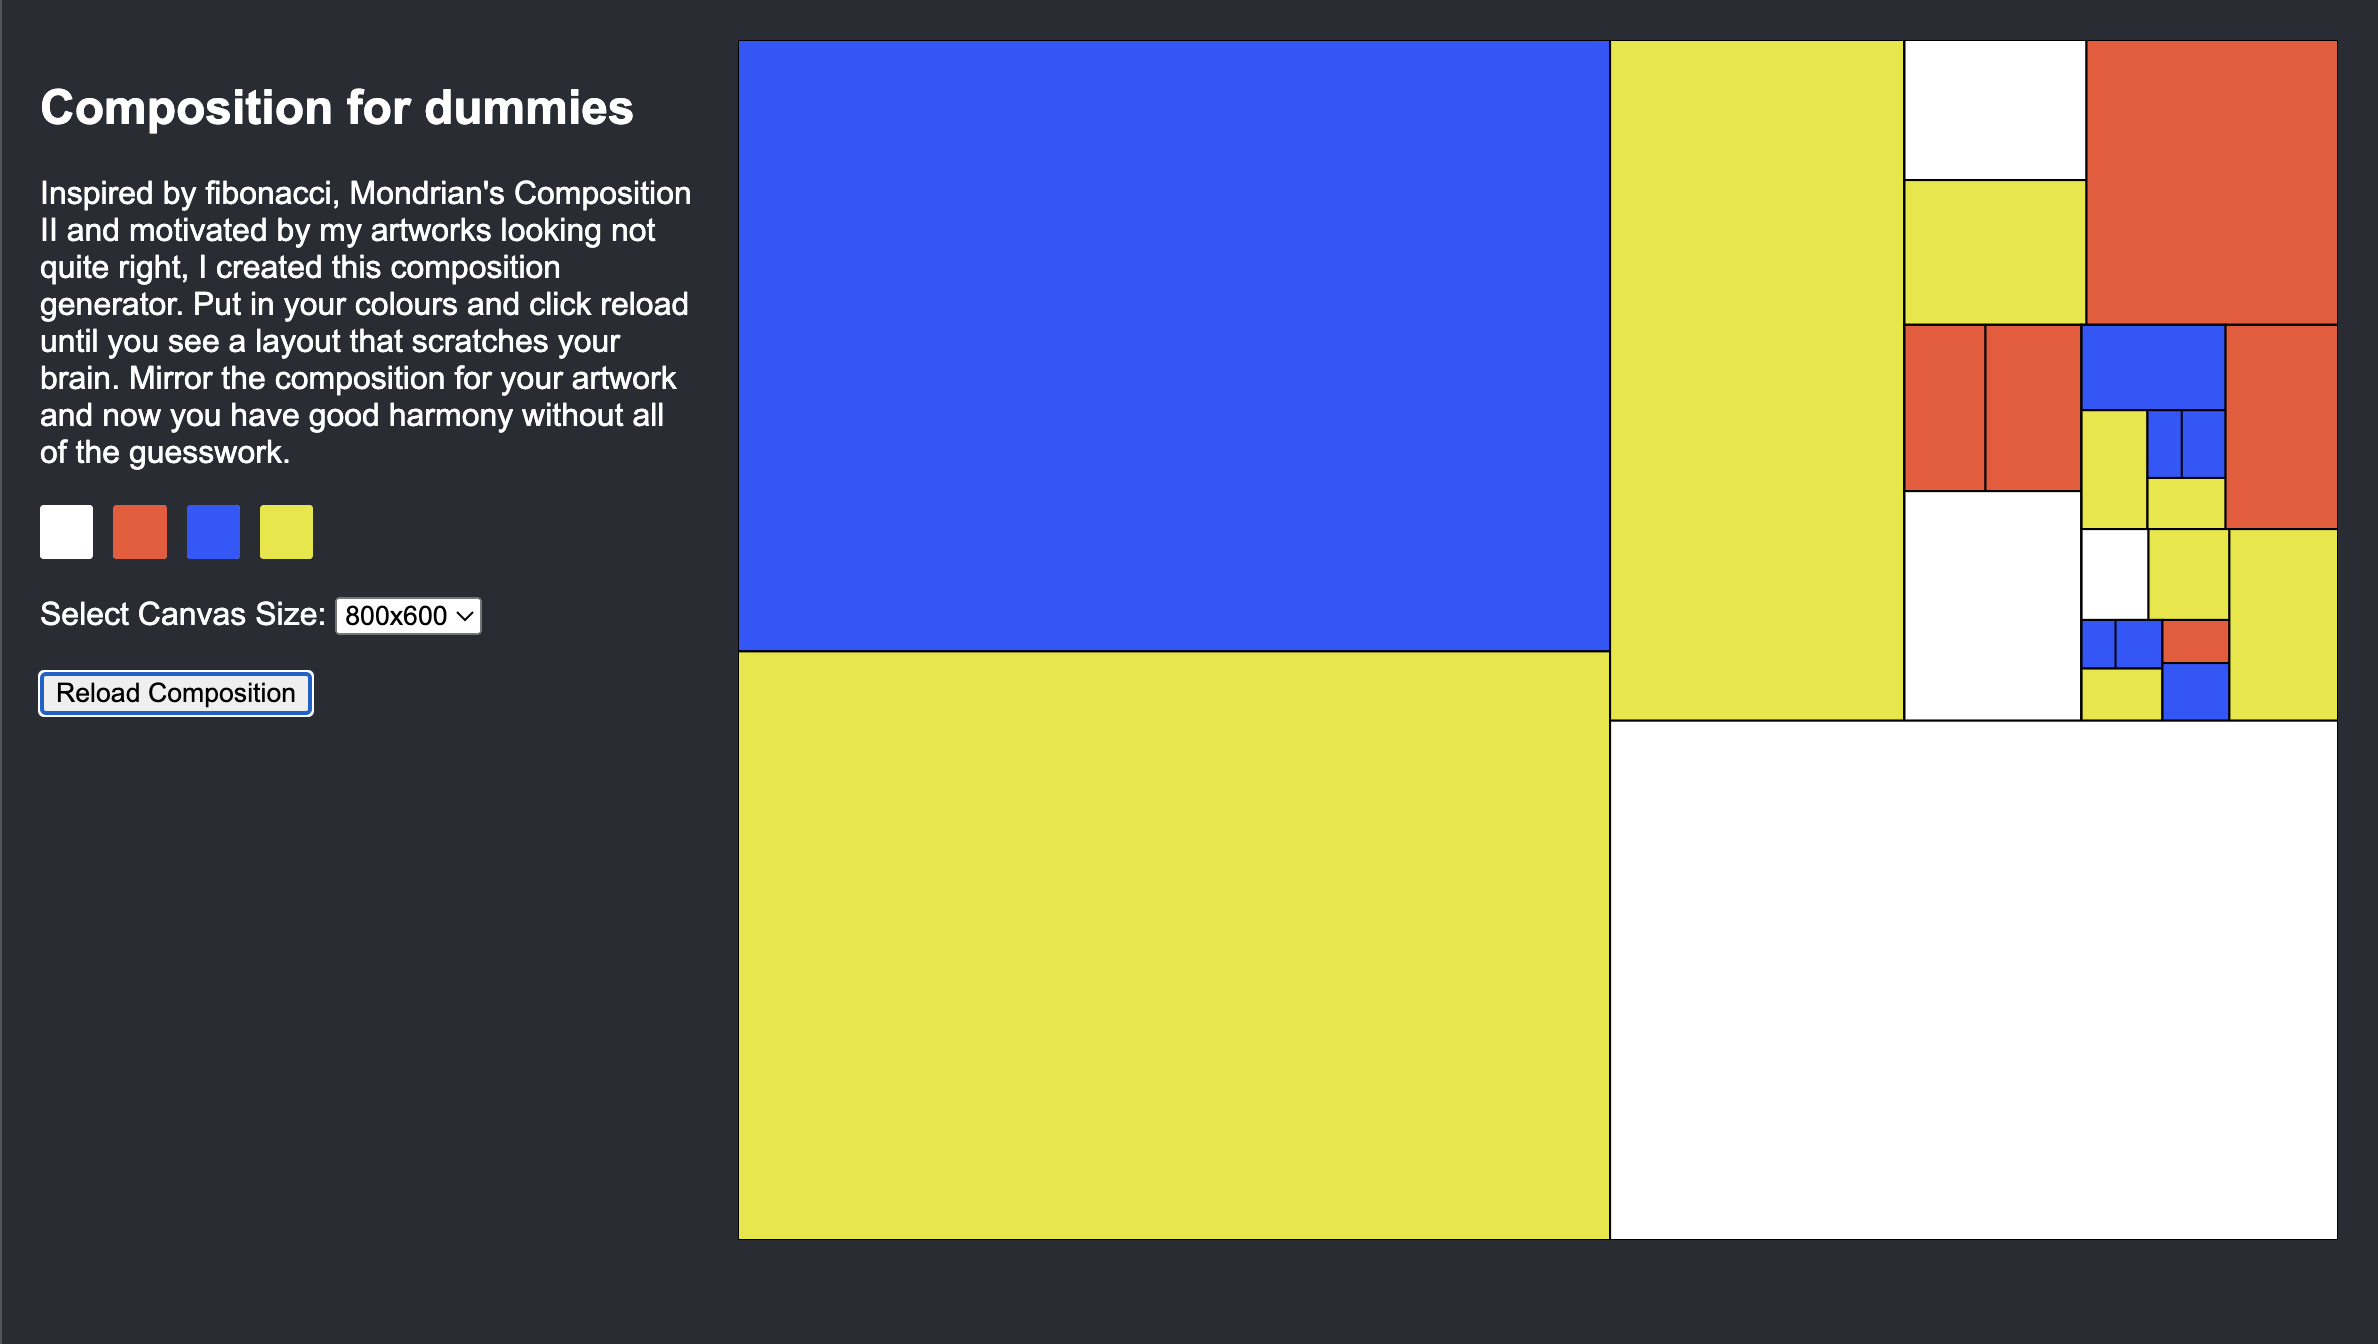 Composition for dummies
Inspired by fibonacci, Mondrian's Composition
II and motivated by my artworks looking not
quite right, I created this composition
generator. Put in your colours and click reload
until you see a layout that scratches your
brain. Mirror the composition for your artwork
and now you have good harmony without all
of the guesswork.
Select Canvas Size: 800x600
Reload Composition